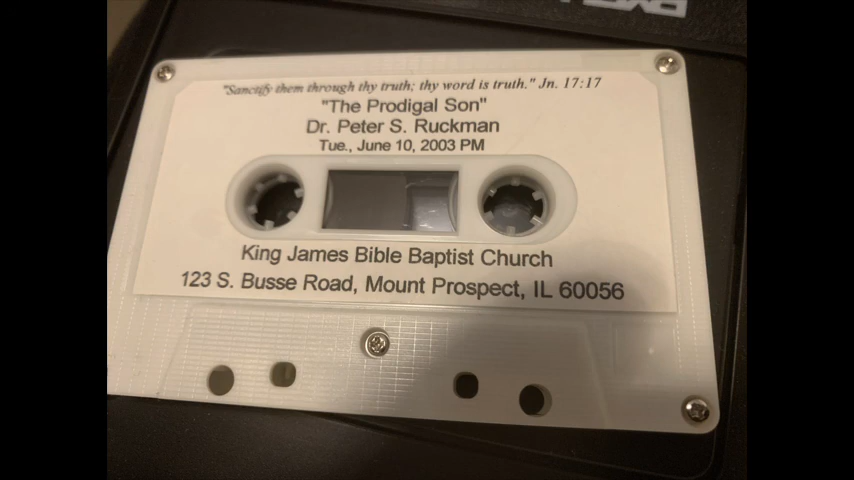 "Sanctify them through thy truth; thy word is truth." Jn. 17:17
"The Prodigal Son"
Dr. Peter S. Ruckman
Tue., June 10, 2003 PM
King James Bible Baptist Church
123 S. Busse Road, Mount Prospect, IL 60056